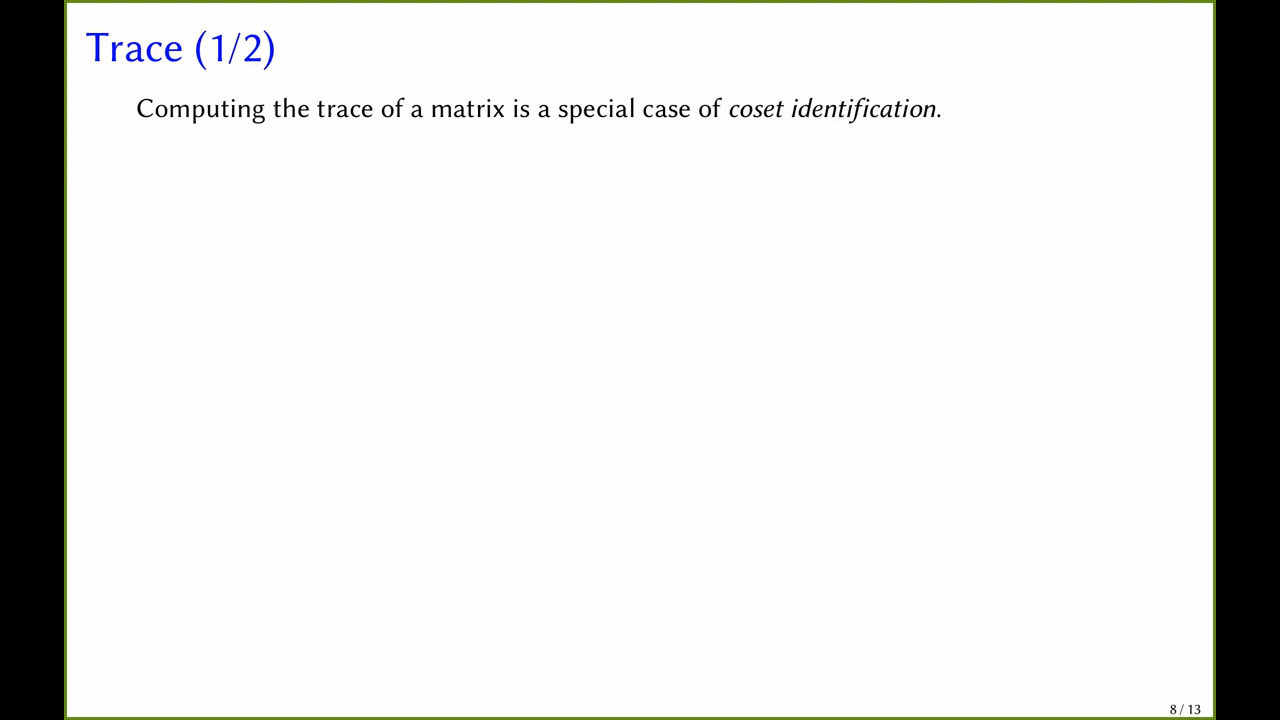 Trace (1/2)
Computing the trace of a matrix is a special case of coset identification.
8 / 13